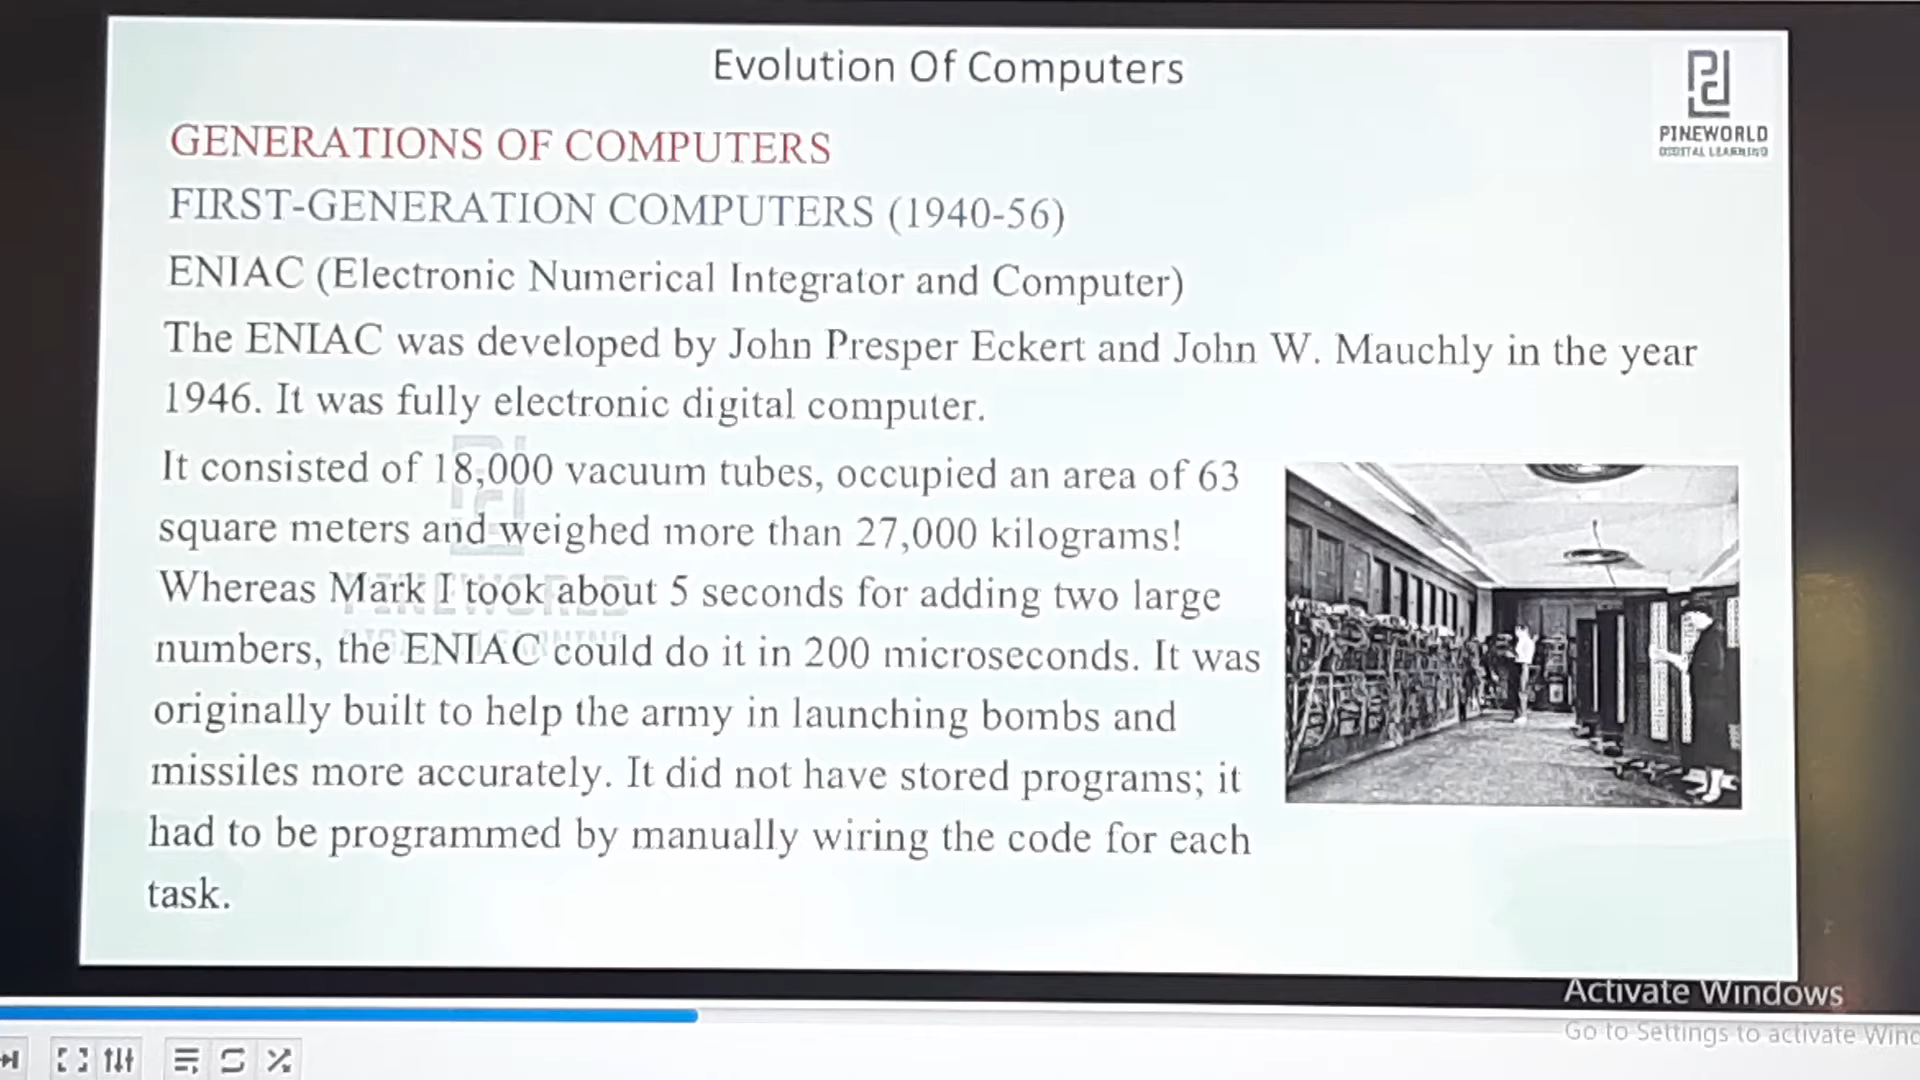 Evolution Of Computers
PINEWORLD
DIGITAL LEARNING
GENERATIONS OF COMPUTERS
FIRST-GENERATION COMPUTERS (1940-56)
ENIAC (Electronic Numerical Integrator and Computer)
The ENIAC was developed by John Presper Eckert and John W. Mauchly in the year
1946. It was fully electronic digital computer.
It consisted of 18,000 vacuum tubes, occupied an area of 63
square meters and weighed more than 27,000 kilograms!
Whereas Mark I took about 5 seconds for adding two large
numbers, the ENIAC could do it in 200 microseconds. It was
originally built to help the army in launching bombs and
missiles more accurately. It did not have stored programs; it
had to be programmed by manually wiring the code for each
task.
PINEWORLD
Activate Windows
Go to Settings to activate Winc